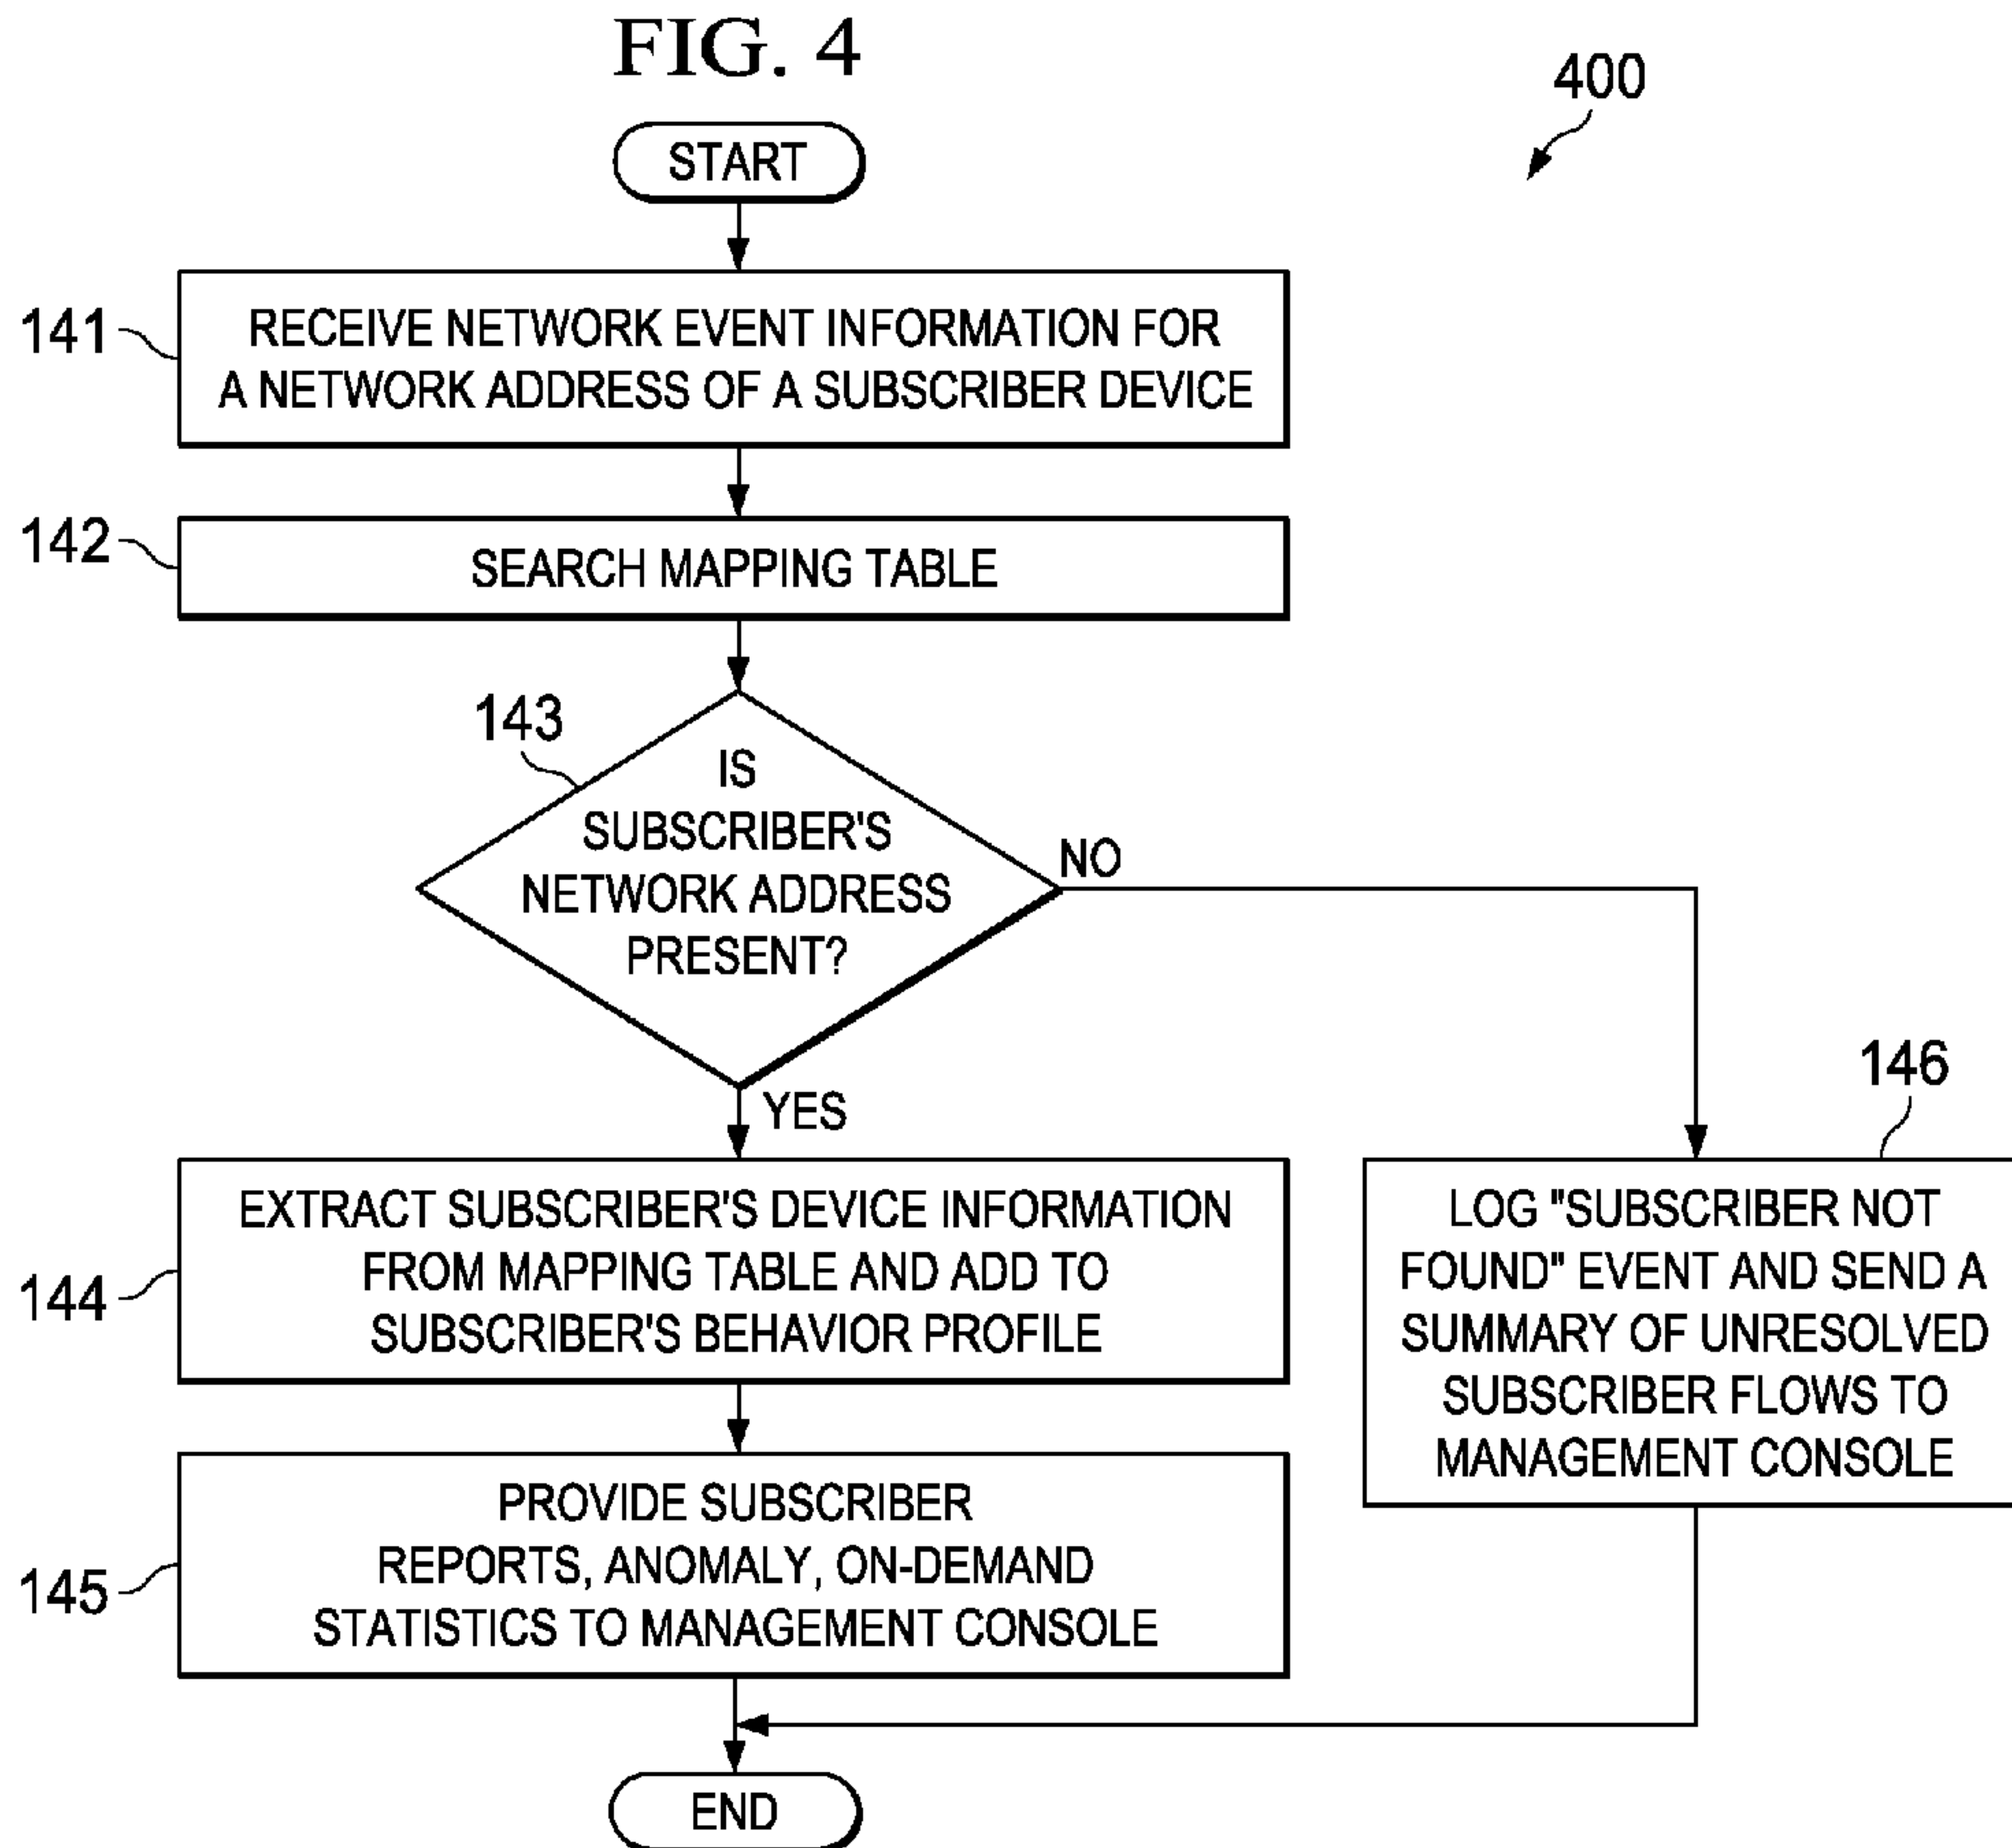 FIG. 4
400
START
141
RECEIVE NETWORK EVENT INFORMATION FOR
A NETWORK ADDRESS OF A SUBSCRIBER DEVICE
142
SEARCH MAPPING TABLE
143
IS
SUBSCRIBER'S
NETWORK ADDRESS
PRESENT?
NO
YES
144
EXTRACT SUBSCRIBER'S DEVICE INFORMATION
FROM MAPPING TABLE AND ADD TO
SUBSCRIBER'S BEHAVIOR PROFILE
146
LOG "SUBSCRIBER NOT
FOUND" EVENT AND SEND A
SUMMARY OF UNRESOLVED
SUBSCRIBER FLOWS TO
MANAGEMENT CONSOLE
145
PROVIDE SUBSCRIBER
REPORTS, ANOMALY, ON-DEMAND
STATISTICS TO MANAGEMENT CONSOLE
END